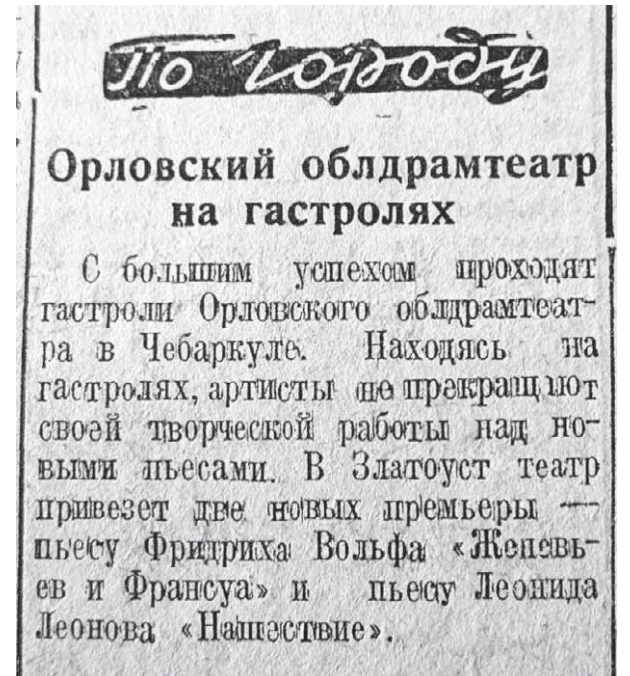 По городу
Орловский облдрамтеатр
на гастролях
С большим успехом проходят
гастроли Орловского облдрамтеат-
ра в Чебаркуле. Находясь на
гастролях, артисты не прекращают
своей творческой работы над но-
выми пьесами. В Златоуст театр
привезет две новых премьеры —
пьесу Фридриха Вольфа «Женевь-
ев и Франсуа» и пьесу Леонида
Леонова «Нашествие».